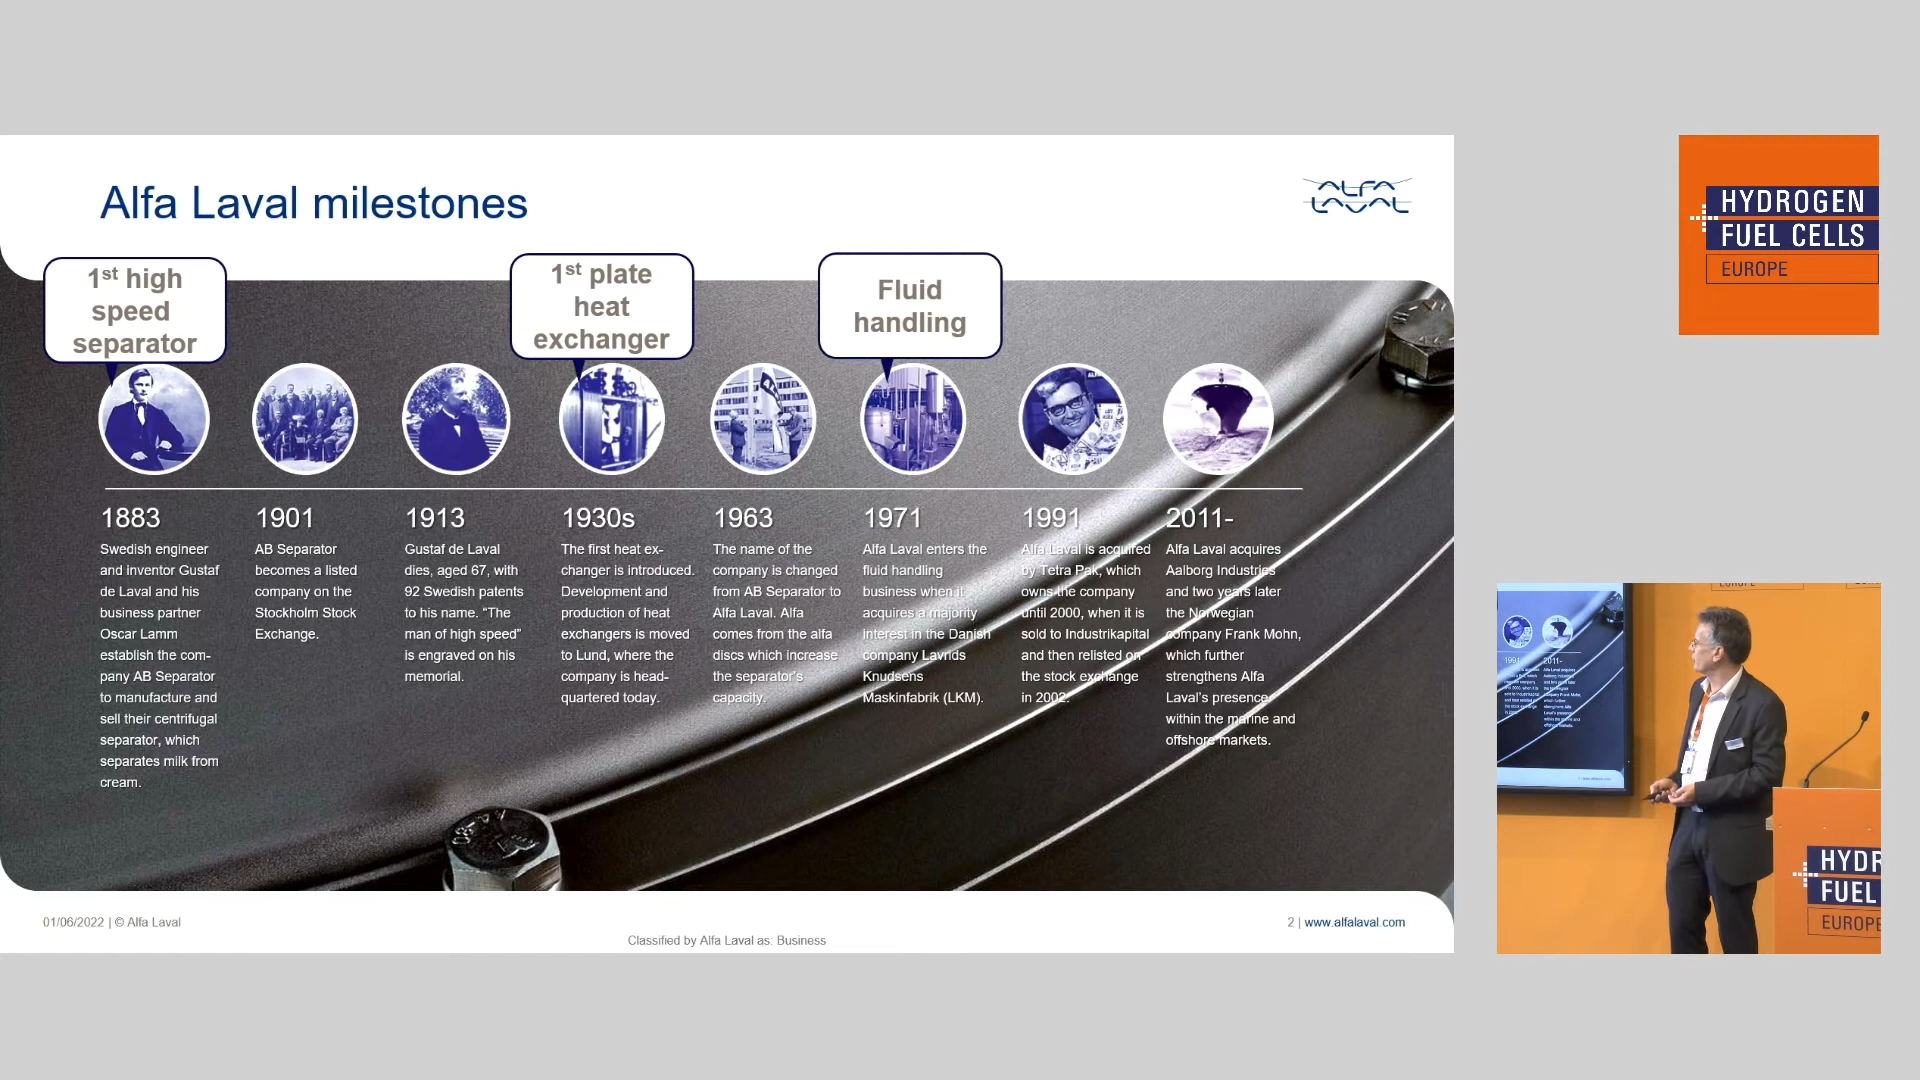 Alfa Laval milestones
ALFA
LAVAL
1st high
speed
separator
1st plate
heat
exchanger
Fluid
handling
1883
Swedish engineer
and inventor Gustaf
de Laval and his
business partner
Oscar Lamm
establish the com-
pany AB Separator
to manufacture and
sell their centrifugal
separator, which
separates milk from
cream.
1901
AB Separator
becomes a listed
company on the
Stockholm Stock
Exchange.
1913
Gustaf de Laval
dies, aged 67, with
92 Swedish patents
to his name. “The
man of high speed”
is engraved on his
memorial.
1930s
The first heat ex-
changer is introduced.
Development and
production of heat
exchangers is moved
to Lund, where the
company is head-
quartered today.
1963
The name of the
company is changed
from AB Separator to
Alfa Laval. Alfa
comes from the alfa
discs which increase
the separator’s
capacity.
1971
Alfa Laval enters the
fluid handling
business when it
acquires a majority
interest in the Danish
company Lavrids
Knudsens
Maskinfabrik (LKM).
1991
Alfa Laval is acquired
by Tetra Pak, which
owns the company
until 2000, when it is
sold to Industrikapital
and then relisted on
the stock exchange
in 2002.
2011-
Alfa Laval acquires
Aalborg Industries
and two years later
the Norwegian
company Frank Mohn,
which further
strengthens Alfa
Laval’s presence
within the marine and
offshore markets.
01/06/2022 | © Alfa Laval
Classified by Alfa Laval as: Business
2 | www.alfalaval.com
HYDROGEN
FUEL CELLS
EUROPE
1991
2011-
HYDR
FUEL
EUROPE